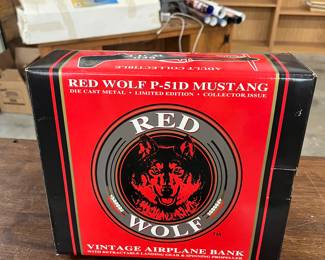 ADULT COLLECTIBLE
RED WOLF P-51D MUSTANG
DIE CAST METAL • LIMITED EDITION • COLLECTOR ISSUE
RED
WOLF
TM
VINTAGE AIRPLANE BANK
WITH RETRACTABLE LANDING GEAR & SPINNING PROPELLER